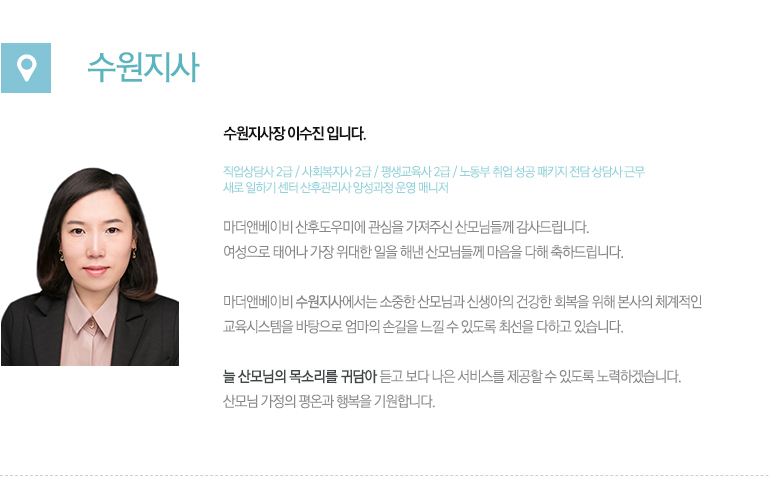 수원지사
수원지사장 이수진 입니다.
직업상담사 2급 / 사회복지사 2급 / 평생교육사 2급 / 노동부 취업 성공 패키지 전담 상담사 근무
새로 일하기 센터 산후관리사 양성과정 운영 매니저
마더앤베이비 산후도우미에 관심을 가져주신 산모님들께 감사드립니다.
여성으로 태어나 가장 위대한 일을 해낸 산모님들께 마음을 다해 축하드립니다.
마더앤베이비 수원지사에서는 소중한 산모님과 신생아의 건강한 회복을 위해 본사의 체계적인
교육시스템을 바탕으로 엄마의 손길을 느낄 수 있도록 최선을 다하고 있습니다.
늘 산모님의 목소리를 귀담아 듣고 보다 나은 서비스를 제공할 수 있도록 노력하겠습니다.
산모님 가정의 평온과 행복을 기원합니다.